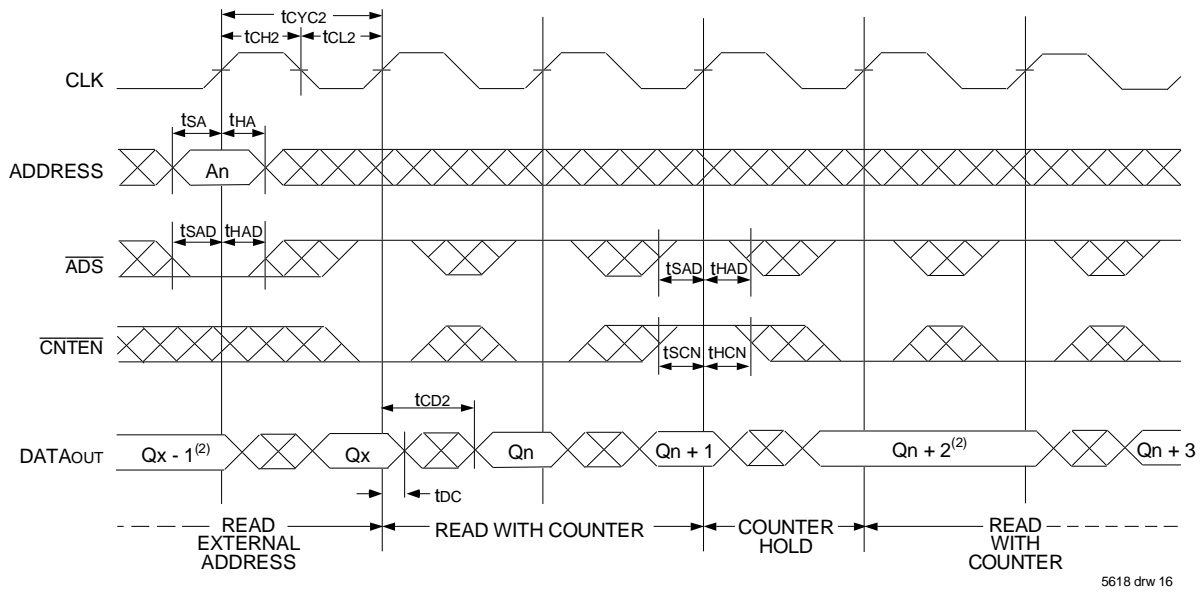 tCYC2
tCH2 tCL2
CLK
tSA tHA
ADDRESS An
tSAD tHAD
ADS
tSAD tHAD
CNTEN
tSCN tHCN
tCD2
DATAOUT Qx - 1(2) Qx Qn Qn + 1 Qn + 2(2) Qn + 3
tDC
READ EXTERNAL ADDRESS
READ WITH COUNTER
COUNTER HOLD
READ WITH COUNTER
5618 drw 16